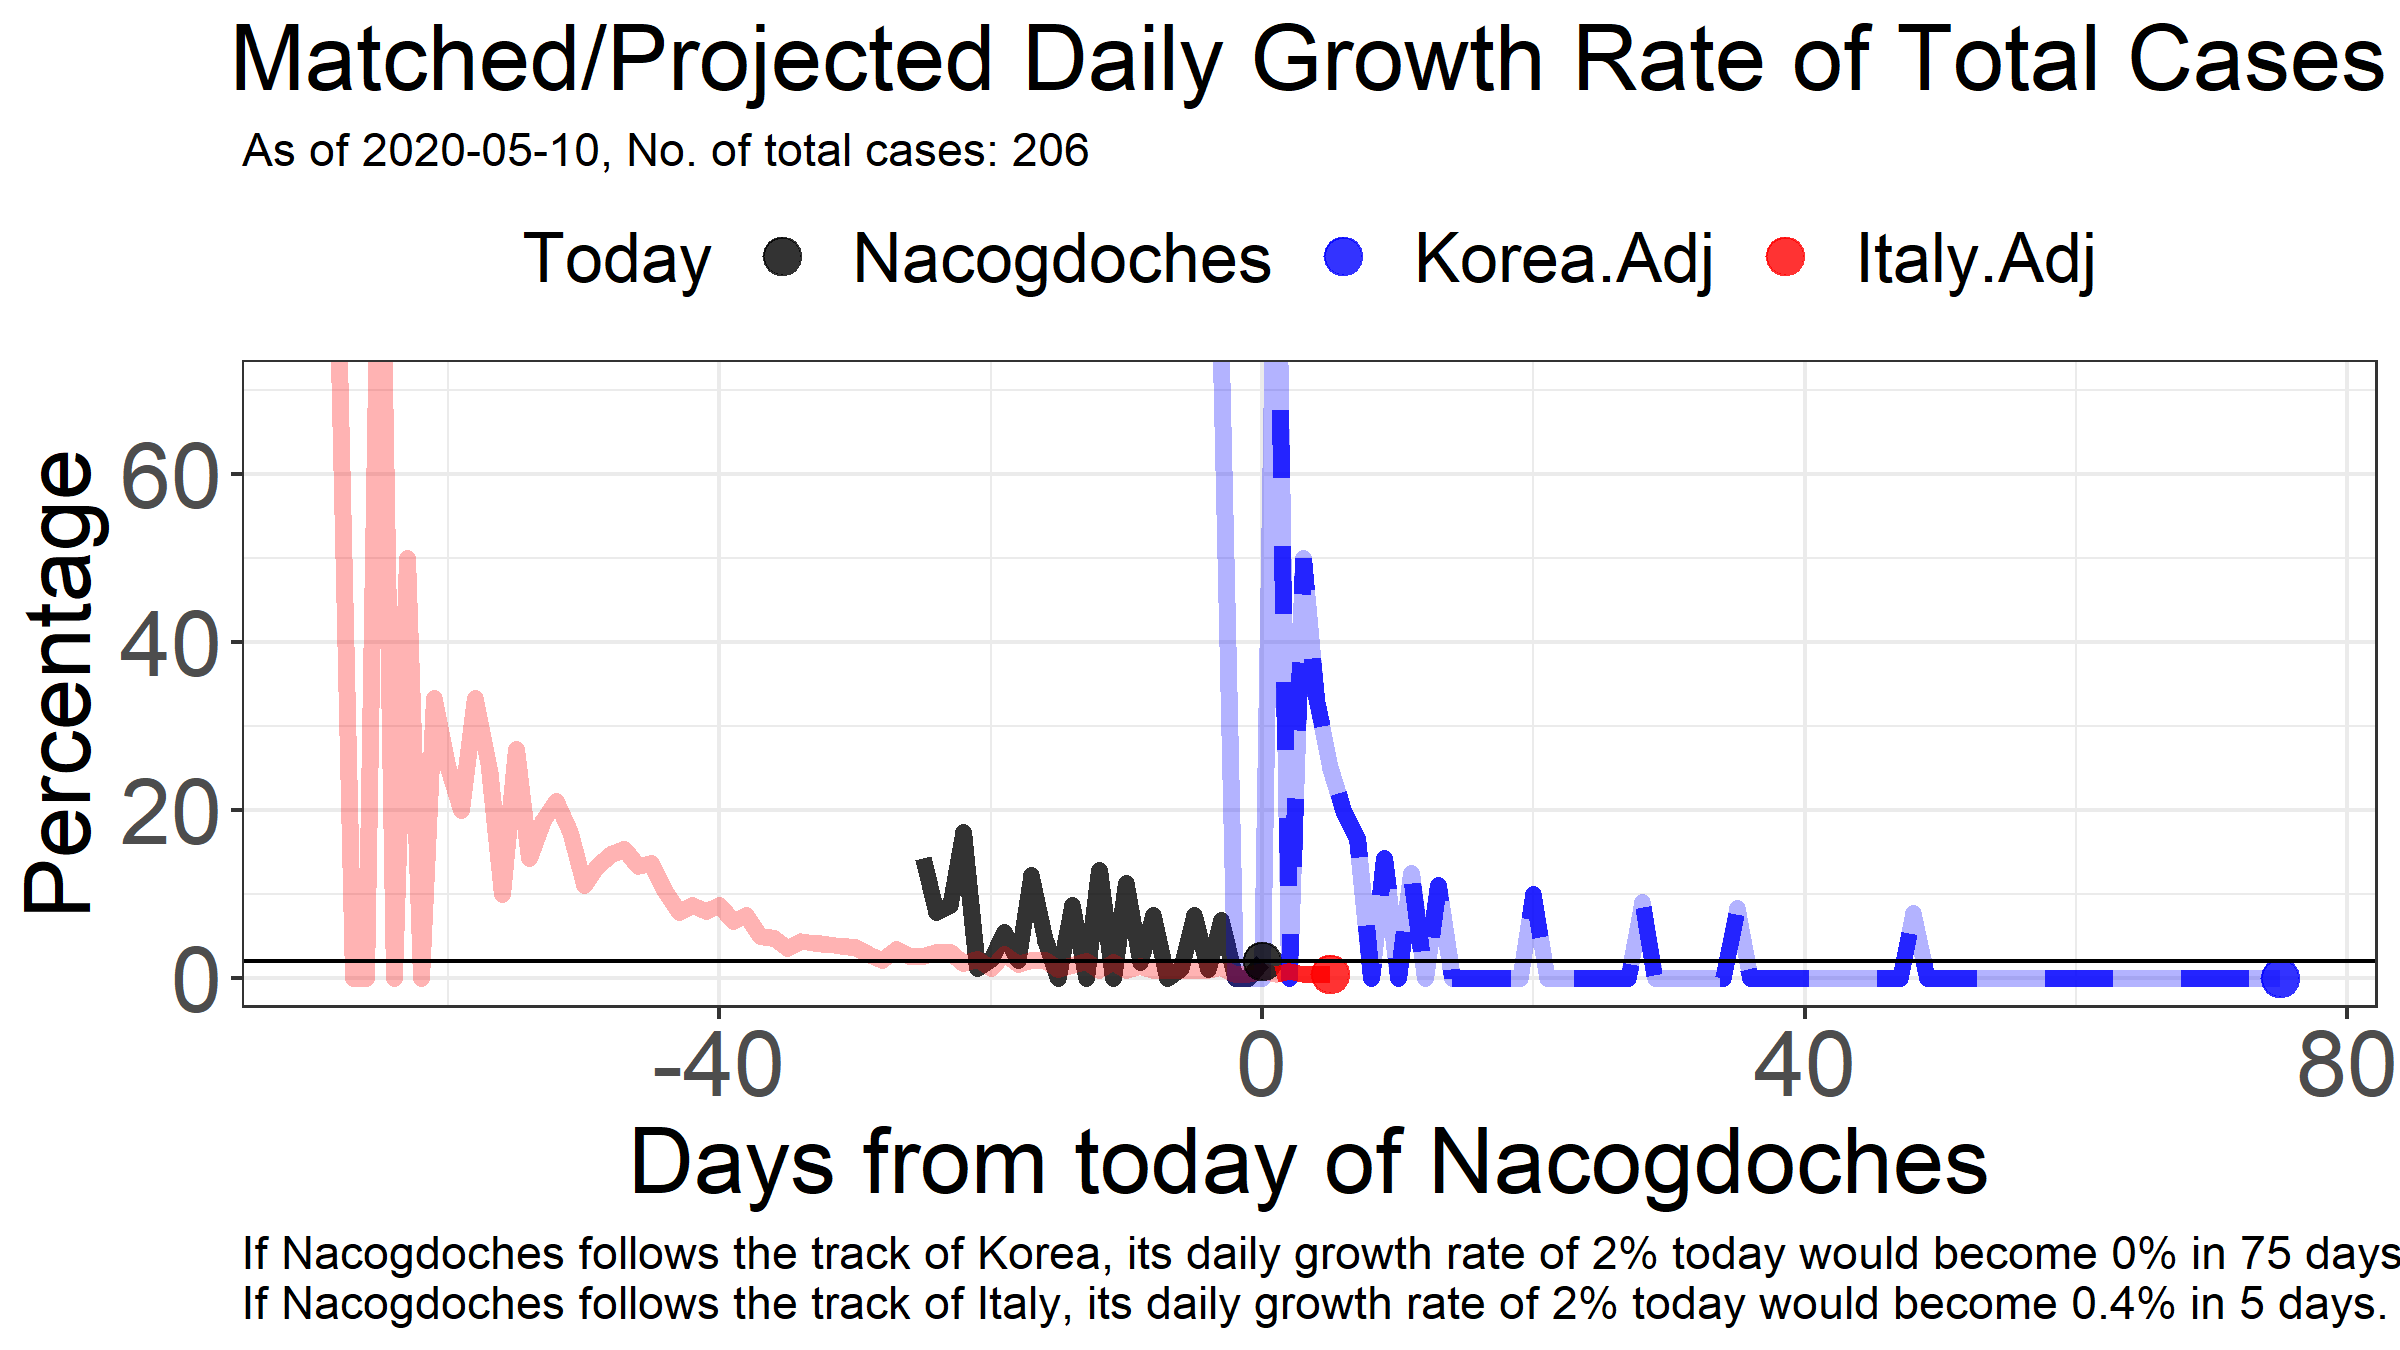 Matched/Projected Daily Growth Rate of Total Cases
As of 2020-05-10, No. of total cases: 206
Today Nacogdoches Korea.Adj Italy.Adj
Percentage
60
40
20
0
-40 0 40 80
Days from today of Nacogdoches
If Nacogdoches follows the track of Korea, its daily growth rate of 2% today would become 0% in 75 days
If Nacogdoches follows the track of Italy, its daily growth rate of 2% today would become 0.4% in 5 days.